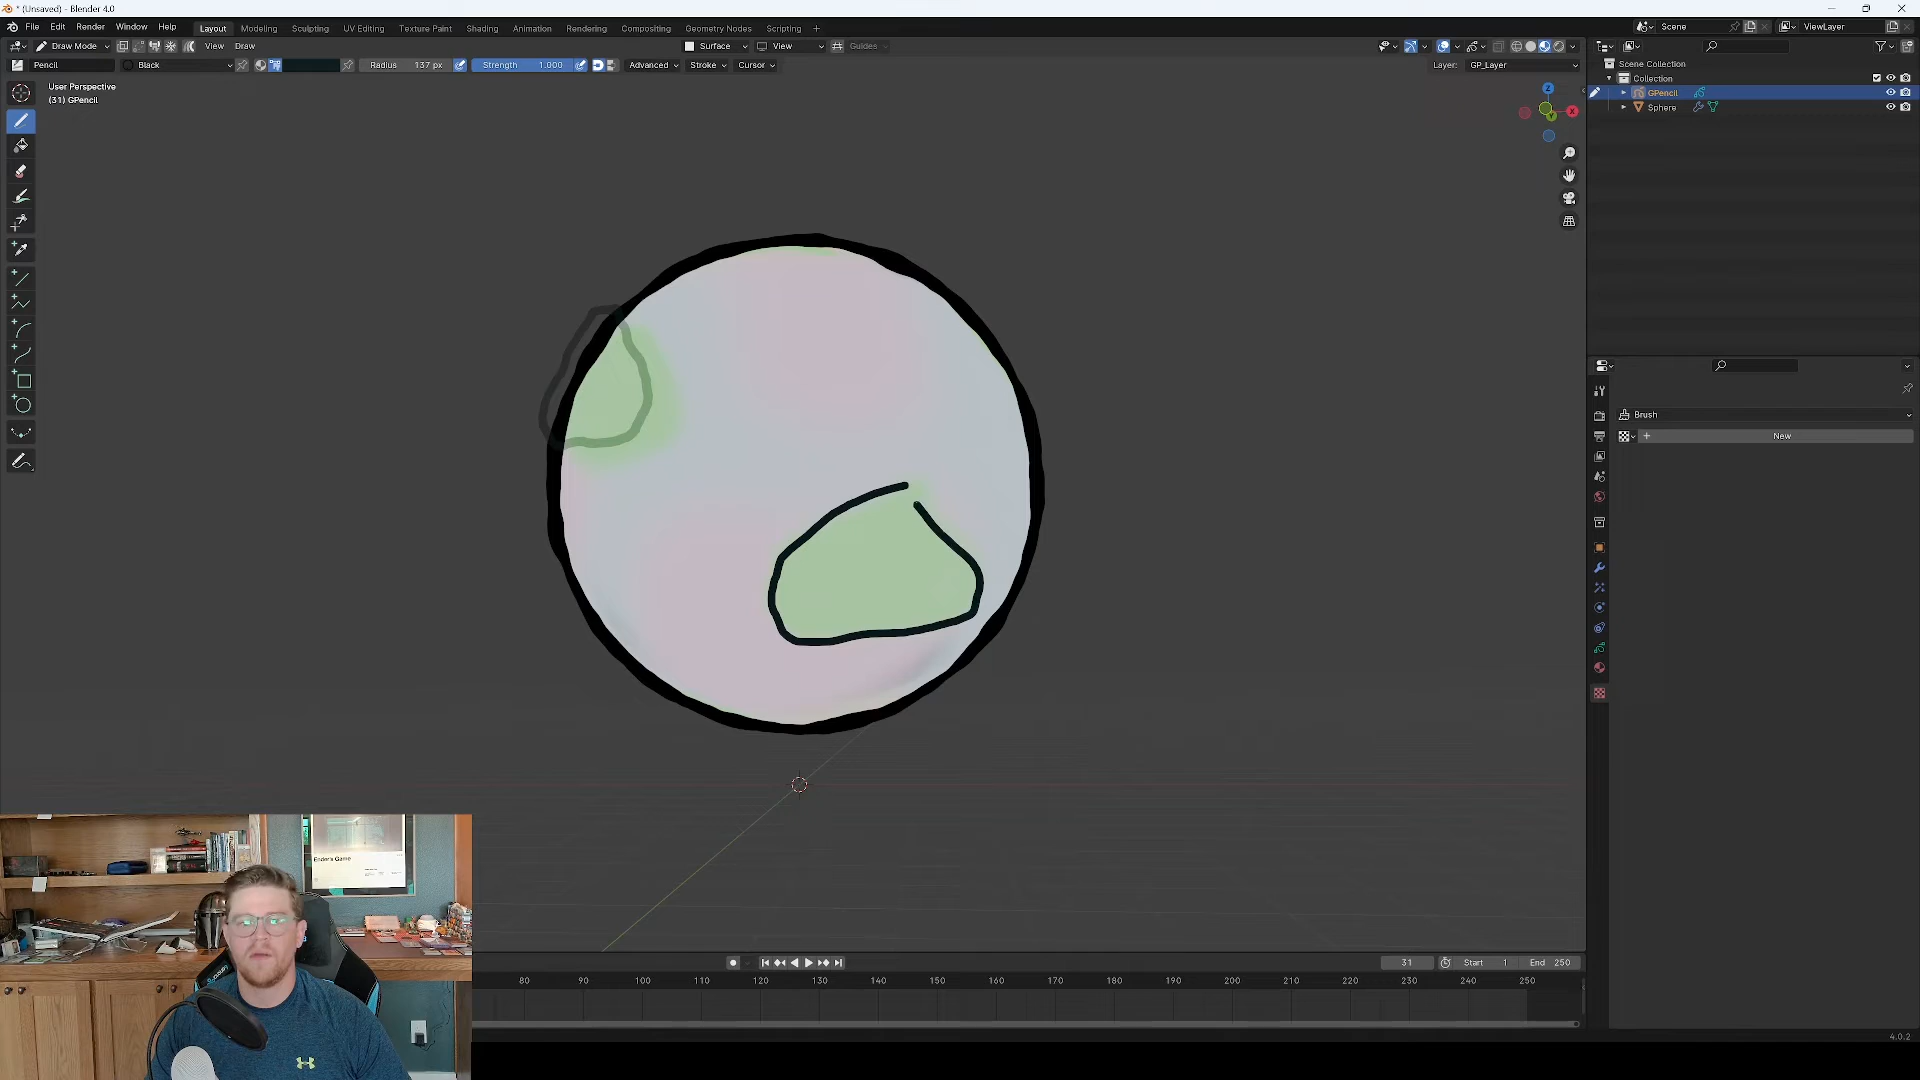 * (Unsaved) - Blender 4.0
File Edit Render Window Help Layout Modeling Sculpting UV Editing Texture Paint Shading Animation Rendering Compositing Geometry Nodes Scripting + Scene ViewLayer
Draw Mode View Draw Surface View Guides
Pencil Black Radius 137 px Strength 1.000 Advanced Stroke Cursor Layer: GP_Layer
Scene Collection
Collection
GPencil
Sphere
User Perspective
(31) GPencil
Z
X
Y
Brush
+ New
Ender's Game
31 Start 1 End 250
80 90 100 110 120 130 140 150 160 170 180 190 200 210 220 230 240 250
4.0.2